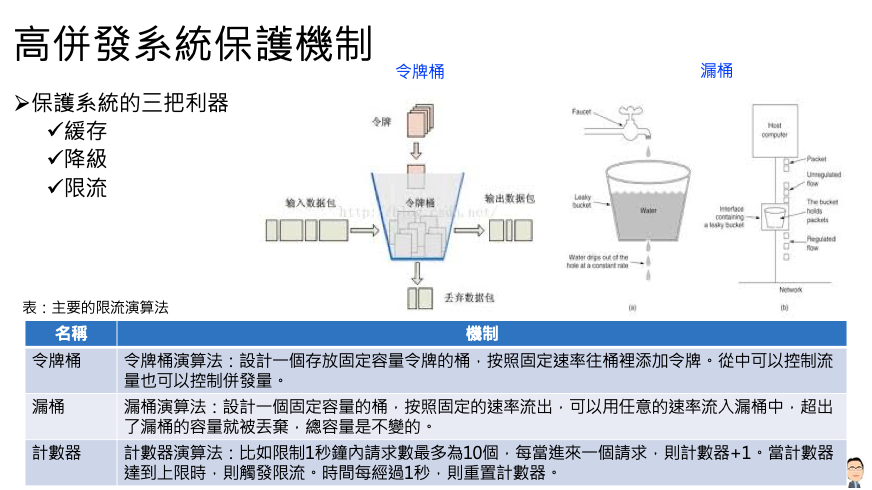 高併發系統保護機制
令牌桶
漏桶
保護系統的三把利器
緩存
降級
限流
令牌
输入数据包
令牌桶
输出数据包
丢弃数据包
Faucet
Leaky
bucket
Water
Water drips out of the
hole at a constant rate
(a)
Host
computer
Packet
Unregulated
flow
Interface
containing
a leaky bucket
The bucket
holds
packets
Regulated
flow
Network
(b)
表：主要的限流演算法
名稱
機制
令牌桶
令牌桶演算法：設計一個存放固定容量令牌的桶，按照固定速率往桶裡添加令牌。從中可以控制流
量也可以控制併發量。
漏桶
漏桶演算法：設計一個固定容量的桶，按照固定的速率流出，可以用任意的速率流入漏桶中，超出
了漏桶的容量就被丟棄，總容量是不變的。
計數器
計數器演算法：比如限制1秒鐘內請求數最多為10個，每當進來一個請求，則計數器+1。當計數器
達到上限時，則觸發限流。時間每經過1秒，則重置計數器。